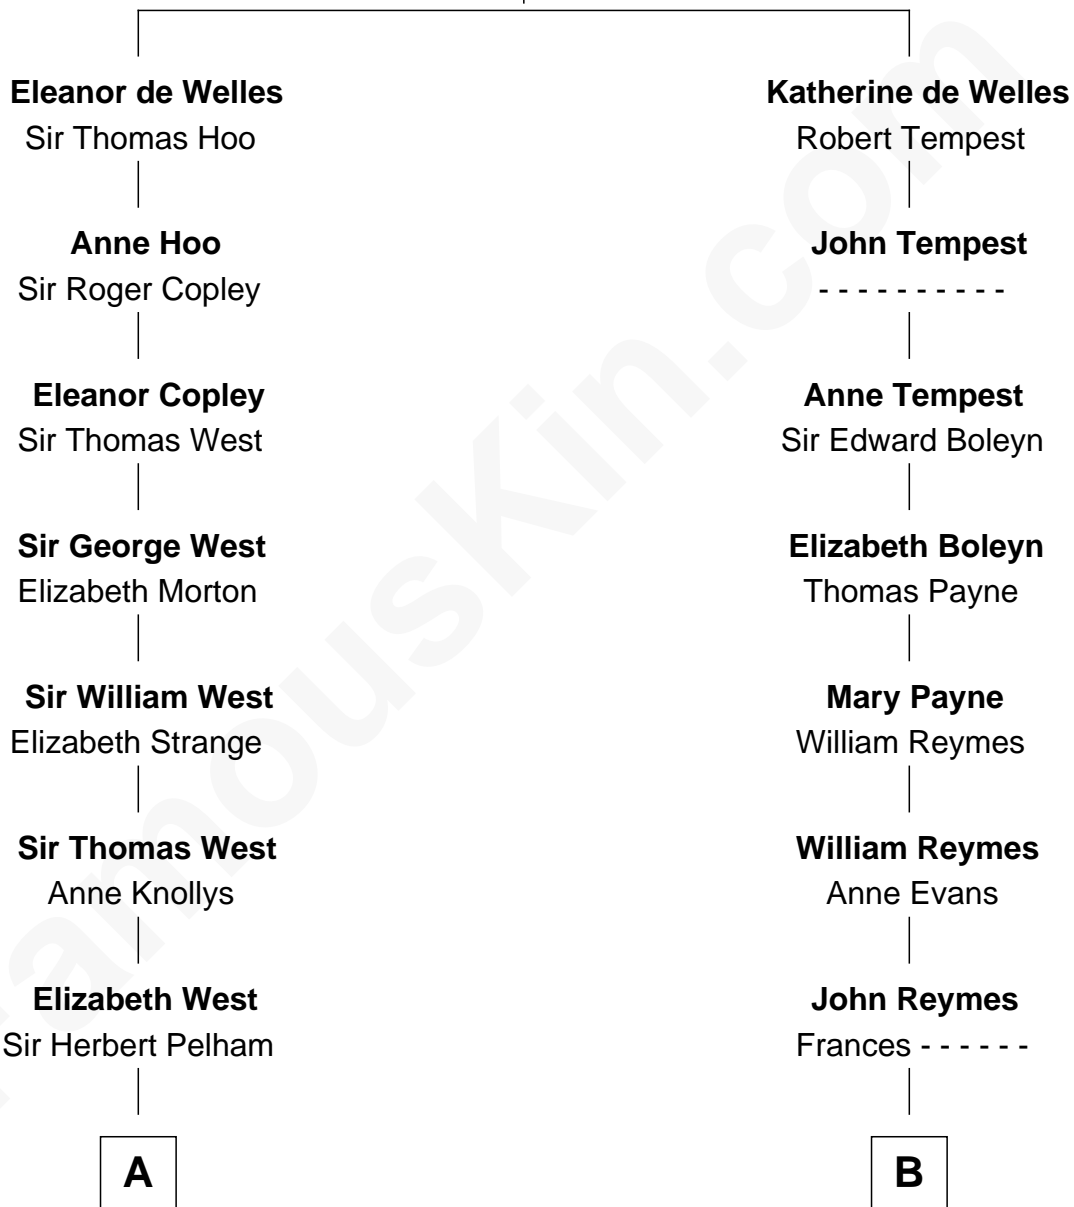 Eleanor de Welles
Sir Thomas Hoo
Anne Hoo
Sir Roger Copley
Eleanor Copley
Sir Thomas West
Sir George West
Elizabeth Morton
Sir William West
Elizabeth Strange
Sir Thomas West
Anne Knollys
Elizabeth West
Sir Herbert Pelham
A
Katherine de Welles
Robert Tempest
John Tempest
- - - - - - - - - -
Anne Tempest
Sir Edward Boleyn
Elizabeth Boleyn
Thomas Payne
Mary Payne
William Reymes
William Reymes
Anne Evans
John Reymes
Frances - - - - - -
B
FamousKin.com